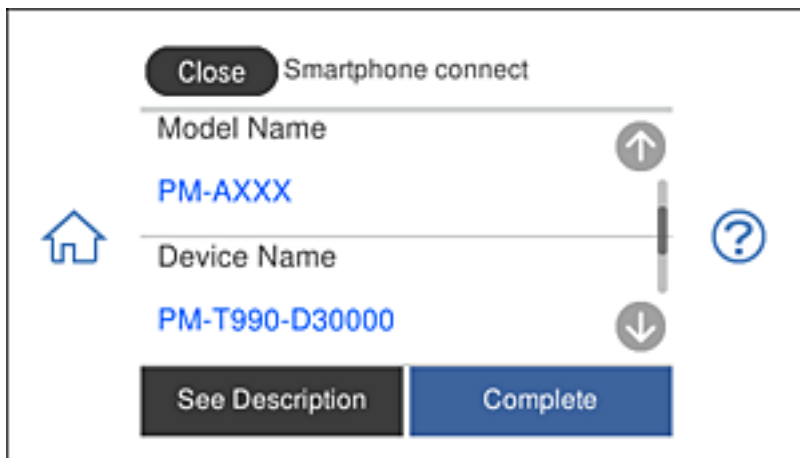 Close Smartphone connect
Model Name
PM-AXXX
Device Name
PM-T990-D30000
See Description Complete